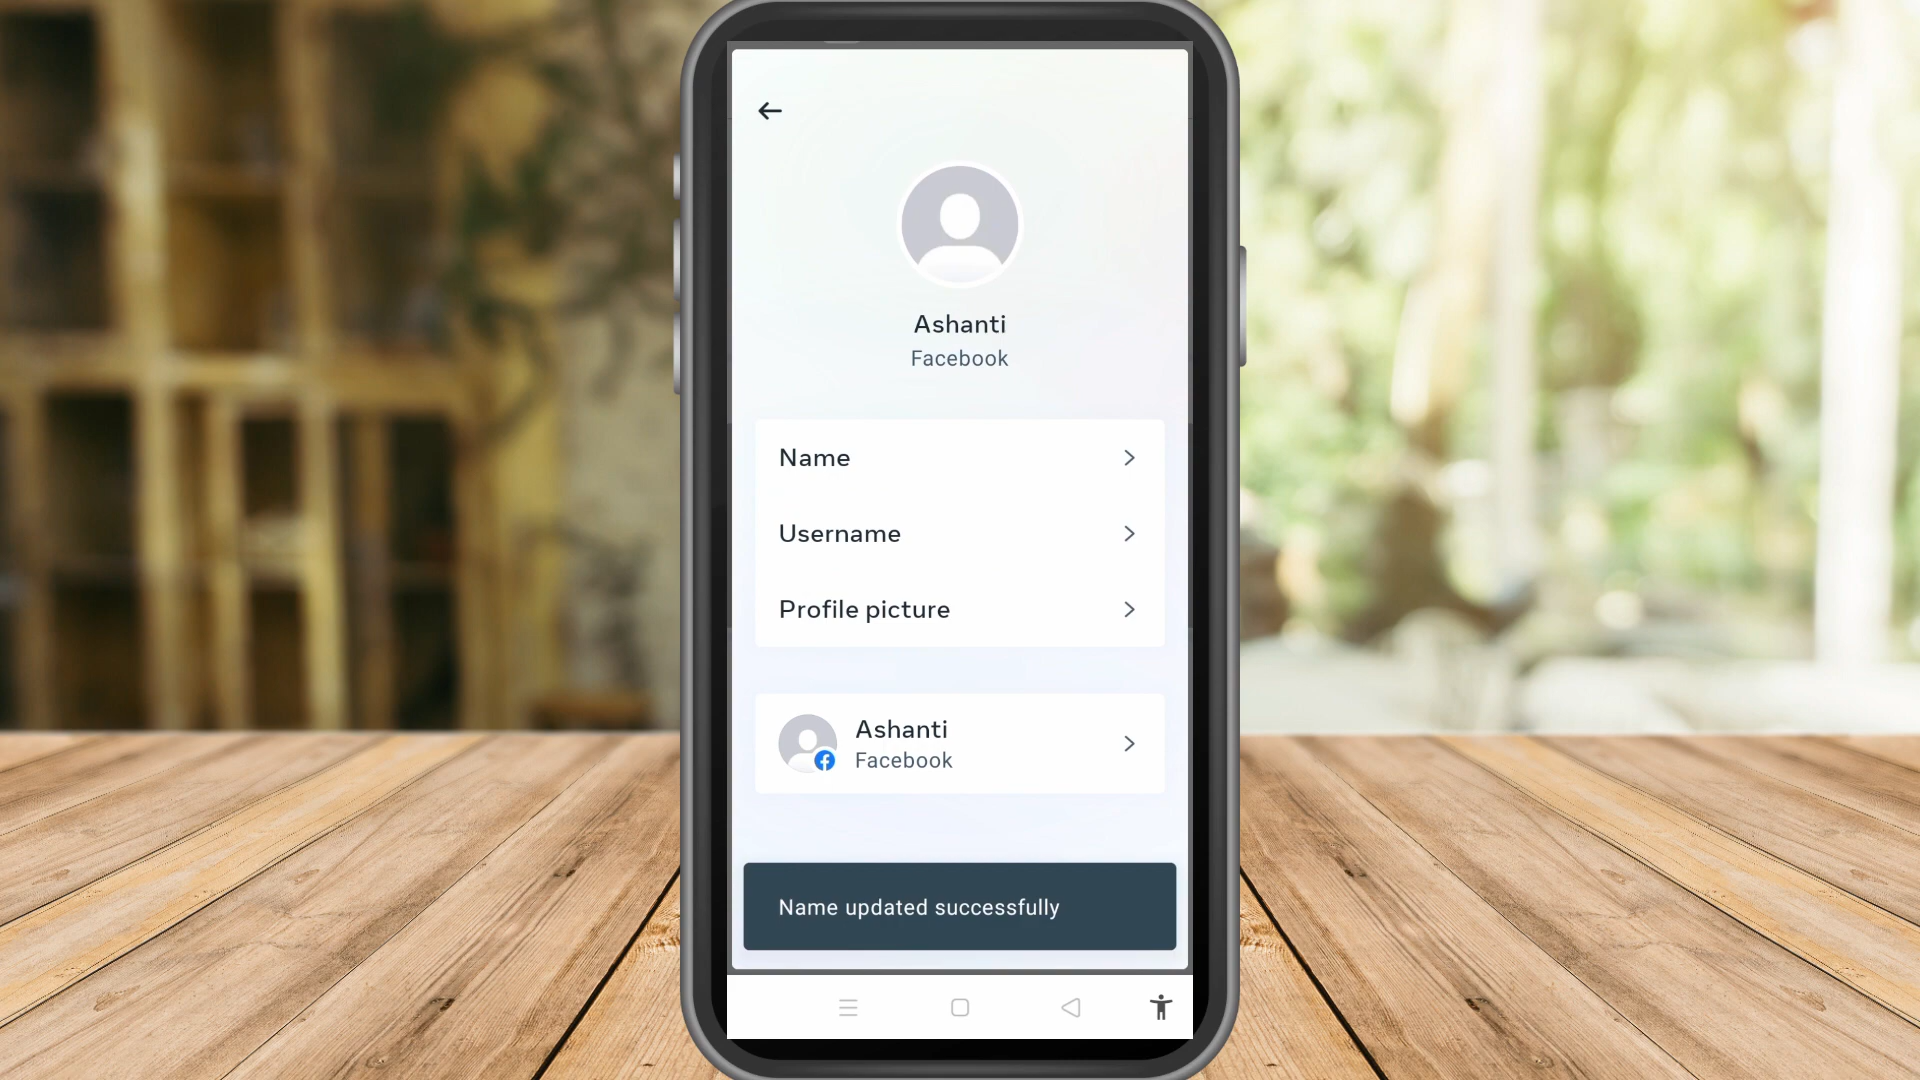 Ashanti
Facebook
Name
Username
Profile picture
Ashanti
Facebook
Name updated successfully